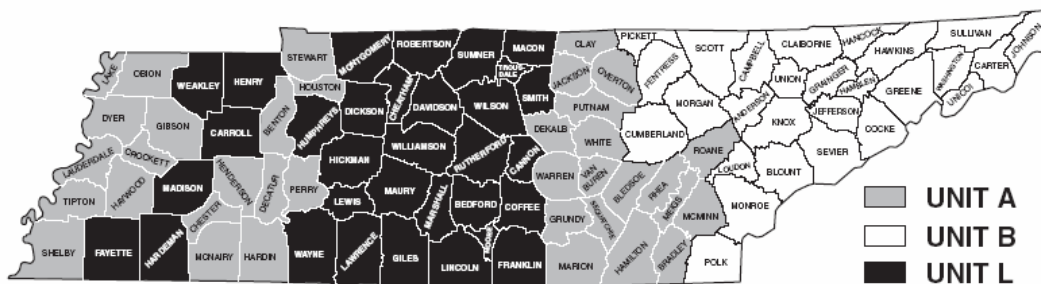 LAKE
OBION
WEAKLEY
HENRY
STEWART
MONTGOMERY
ROBERTSON
SUMNER
MACON
CLAY
PICKETT
SCOTT
CAMPBELL
CLAIBORNE
HANCOCK
HAWKINS
SULLIVAN
JOHNSON
DYER
GIBSON
CARROLL
BENTON
HOUSTON
HUMPHREYS
DICKSON
CHEATHAM
DAVIDSON
WILSON
TROUS-
DALE
SMITH
JACKSON
OVERTON
FENTRESS
MORGAN
ANDERSON
UNION
GRAINGER
HAMBLEN
GREENE
WASHINGTON
UNICOI
CARTER
LAUDERDALE
CROCKETT
HAYWOOD
MADISON
HENDERSON
DECATUR
PERRY
HICKMAN
WILLIAMSON
RUTHERFORD
CANNON
DEKALB
PUTNAM
WHITE
CUMBERLAND
ROANE
KNOX
JEFFERSON
COCKE
SEVIER
TIPTON
CHESTER
LEWIS
MAURY
MARSHALL
BEDFORD
COFFEE
WARREN
VAN
BUREN
BLEDSOE
RHEA
MEIGS
LOUDON
BLOUNT
MONROE
SHELBY
FAYETTE
HARDEMAN
MCNAIRY
HARDIN
WAYNE
LAWRENCE
GILES
LINCOLN
MOORE
FRANKLIN
GRUNDY
SEQUATCHIE
MARION
HAMILTON
BRADLEY
MCMINN
POLK
UNIT A
UNIT B
UNIT L